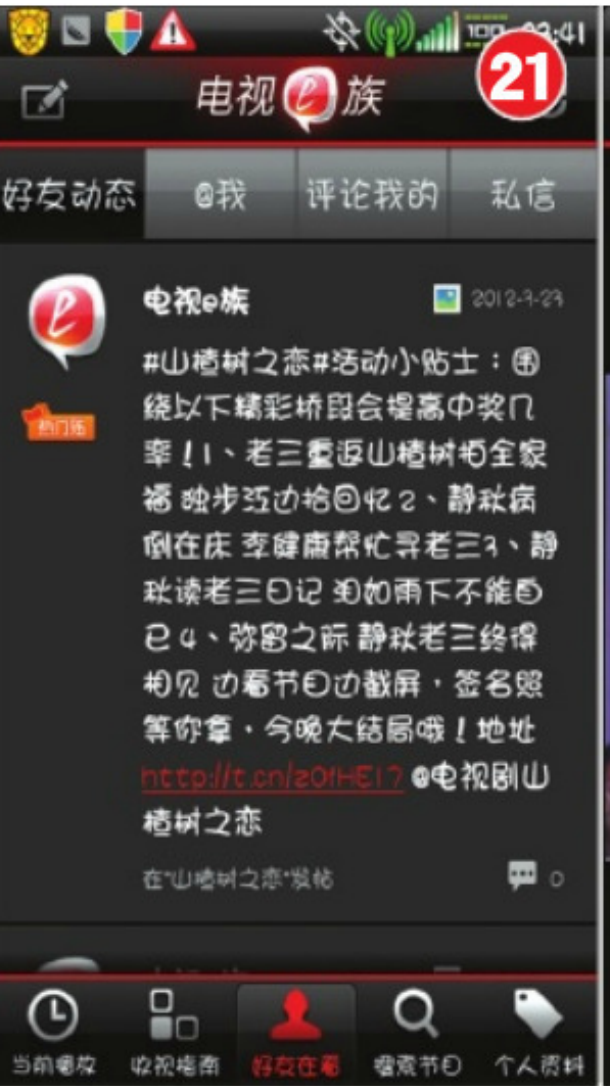 100 03:41
21
电视e族
好友动态 @我 评论我的 私信
电视e族 2012-3-23
#山楂树之恋#活动小贴士：围
绕以下精彩桥段会提高中奖几
率！1、老三重返山楂树拍全家
福 独步江边拾回忆 2、静秋病
倒在床 李健康帮忙寻老三3、静
秋读老三日记 泪如雨下不能自
已 4、弥留之际 静秋老三终得
相见 边看节目边截屏，签名照
等你拿，今晚大结局哦！地址
http://t.cn/zOfHE17 @电视剧山
楂树之恋
热门贴
在"山楂树之恋"发帖 0
当前播放 收视指南 好友在看 搜索节目 个人资料